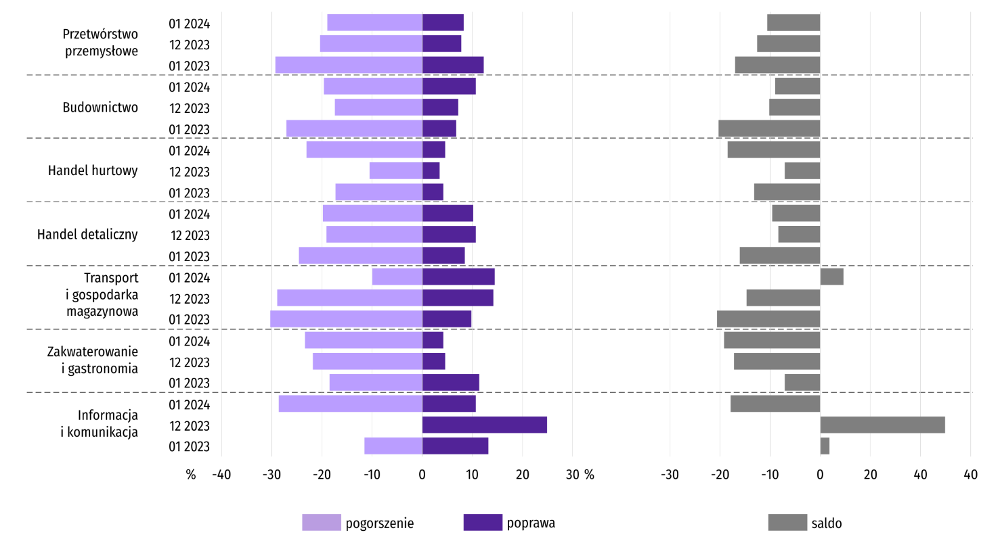 Przetwórstwo
przemysłowe
01 2024
12 2023
01 2023
Budownictwo
01 2024
12 2023
01 2023
Handel hurtowy
01 2024
12 2023
01 2023
Handel detaliczny
01 2024
12 2023
01 2023
Transport
i gospodarka
magazynowa
01 2024
12 2023
01 2023
Zakwaterowanie
i gastronomia
01 2024
12 2023
01 2023
Informacja
i komunikacja
01 2024
12 2023
01 2023
% -40 -30 -20 -10 0 10 20 30 % -30 -20 -10 0 20 40 40
pogorszenie poprawa saldo